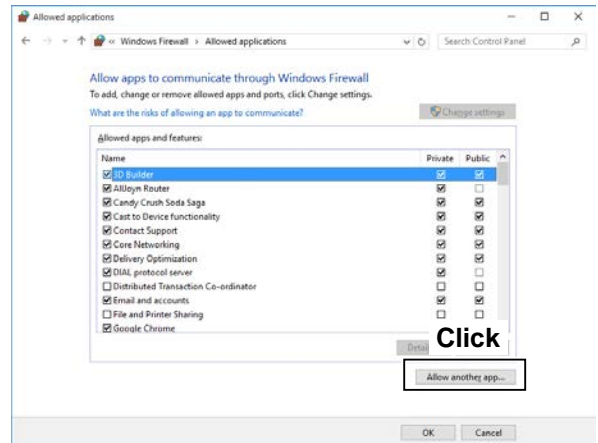 Allowed applications
« Windows Firewall › Allowed applications
Search Control Panel
Allow apps to communicate through Windows Firewall
To add, change or remove allowed apps and ports, click Change settings.
What are the risks of allowing an app to communicate?
Change settings
Allowed apps and features:
Name Private Public
3D Builder
AllJoyn Router
Candy Crush Soda Saga
Cast to Device functionality
Contact Support
Core Networking
Delivery Optimization
DIAL protocol server
Distributed Transaction Co-ordinator
Email and accounts
File and Printer Sharing
Google Chrome
Click
Allow another app...
OK Cancel